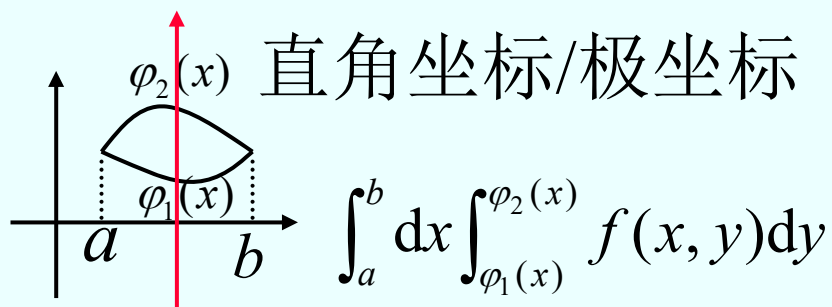 直角坐标/极坐标
φ₂(x)
φ₁(x)
a
b
∫ₐᵇ dx ∫_{φ₁(x)}^{φ₂(x)} f(x, y)dy